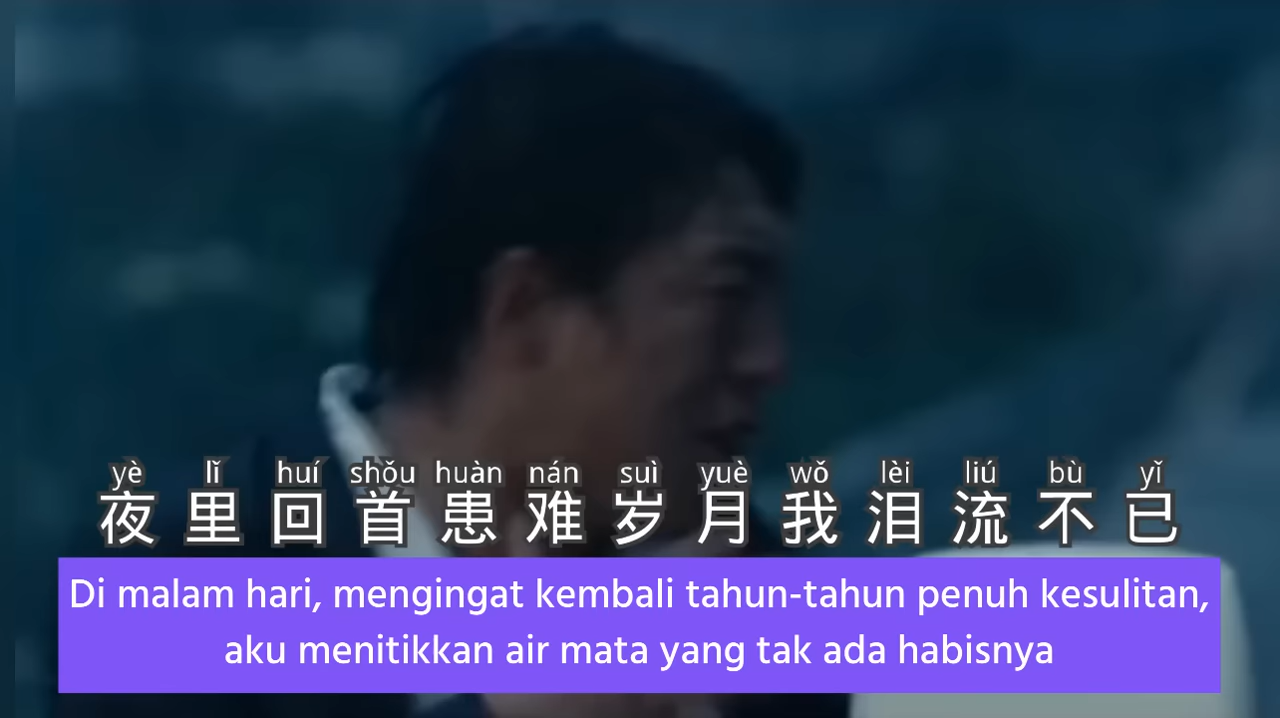 yè lǐ huí shǒu huàn nán suì yuè wǒ lèi liú bù yǐ
夜里回首患难岁月我泪流不已
Di malam hari, mengingat kembali tahun-tahun penuh kesulitan,
aku menitikkan air mata yang tak ada habisnya